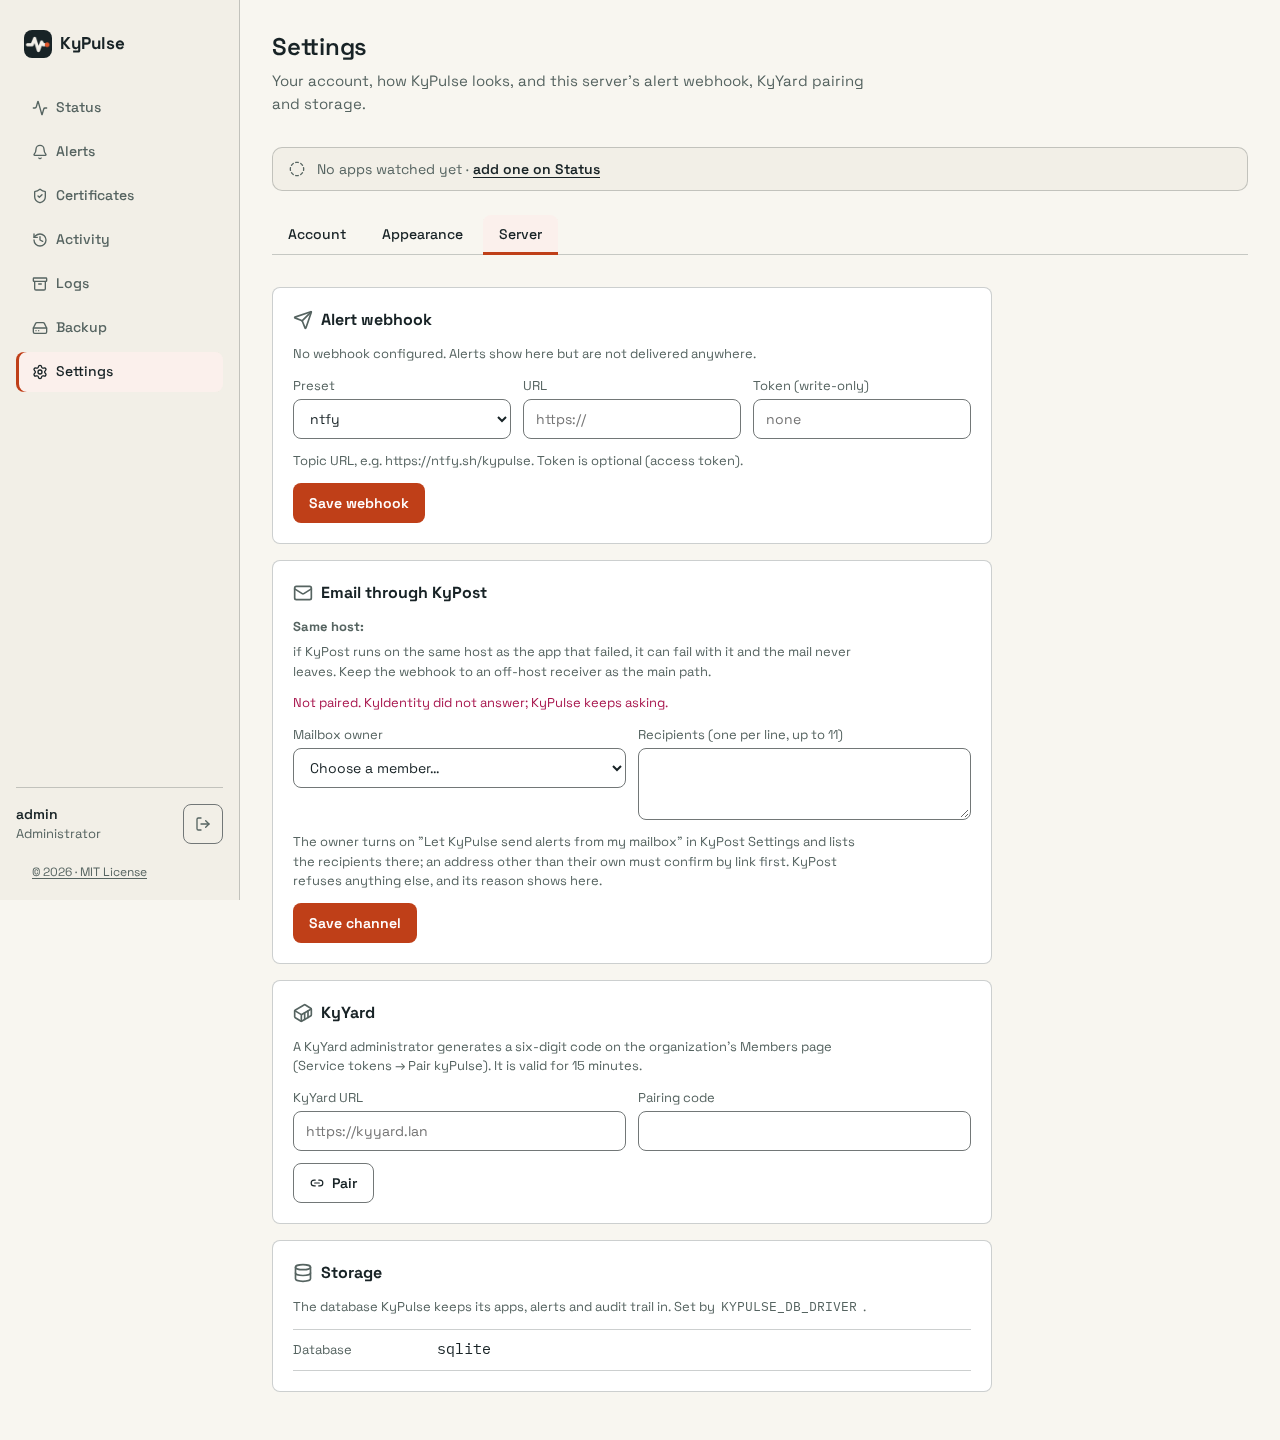 KyPulse
Status
Alerts
Certificates
Activity
Logs
Backup
Settings
admin
Administrator
© 2026 · MIT License
Settings
Your account, how KyPulse looks, and this server's alert webhook, KyYard pairing
and storage.
No apps watched yet · add one on Status
Account Appearance Server
Alert webhook
No webhook configured. Alerts show here but are not delivered anywhere.
Preset URL Token (write-only)
ntfy https:// none
Topic URL, e.g. https://ntfy.sh/kypulse. Token is optional (access token).
Save webhook
Email through KyPost
Same host:
if KyPost runs on the same host as the app that failed, it can fail with it and the mail never
leaves. Keep the webhook to an off-host receiver as the main path.
Not paired. KyIdentity did not answer; KyPulse keeps asking.
Mailbox owner Recipients (one per line, up to 11)
Choose a member...
The owner turns on "Let KyPulse send alerts from my mailbox" in KyPost Settings and lists
the recipients there; an address other than their own must confirm by link first. KyPost
refuses anything else, and its reason shows here.
Save channel
KyYard
A KyYard administrator generates a six-digit code on the organization's Members page
(Service tokens → Pair kyPulse). It is valid for 15 minutes.
KyYard URL Pairing code
https://kyyard.lan
Pair
Storage
The database KyPulse keeps its apps, alerts and audit trail in. Set by KYPULSE_DB_DRIVER .
Database sqlite